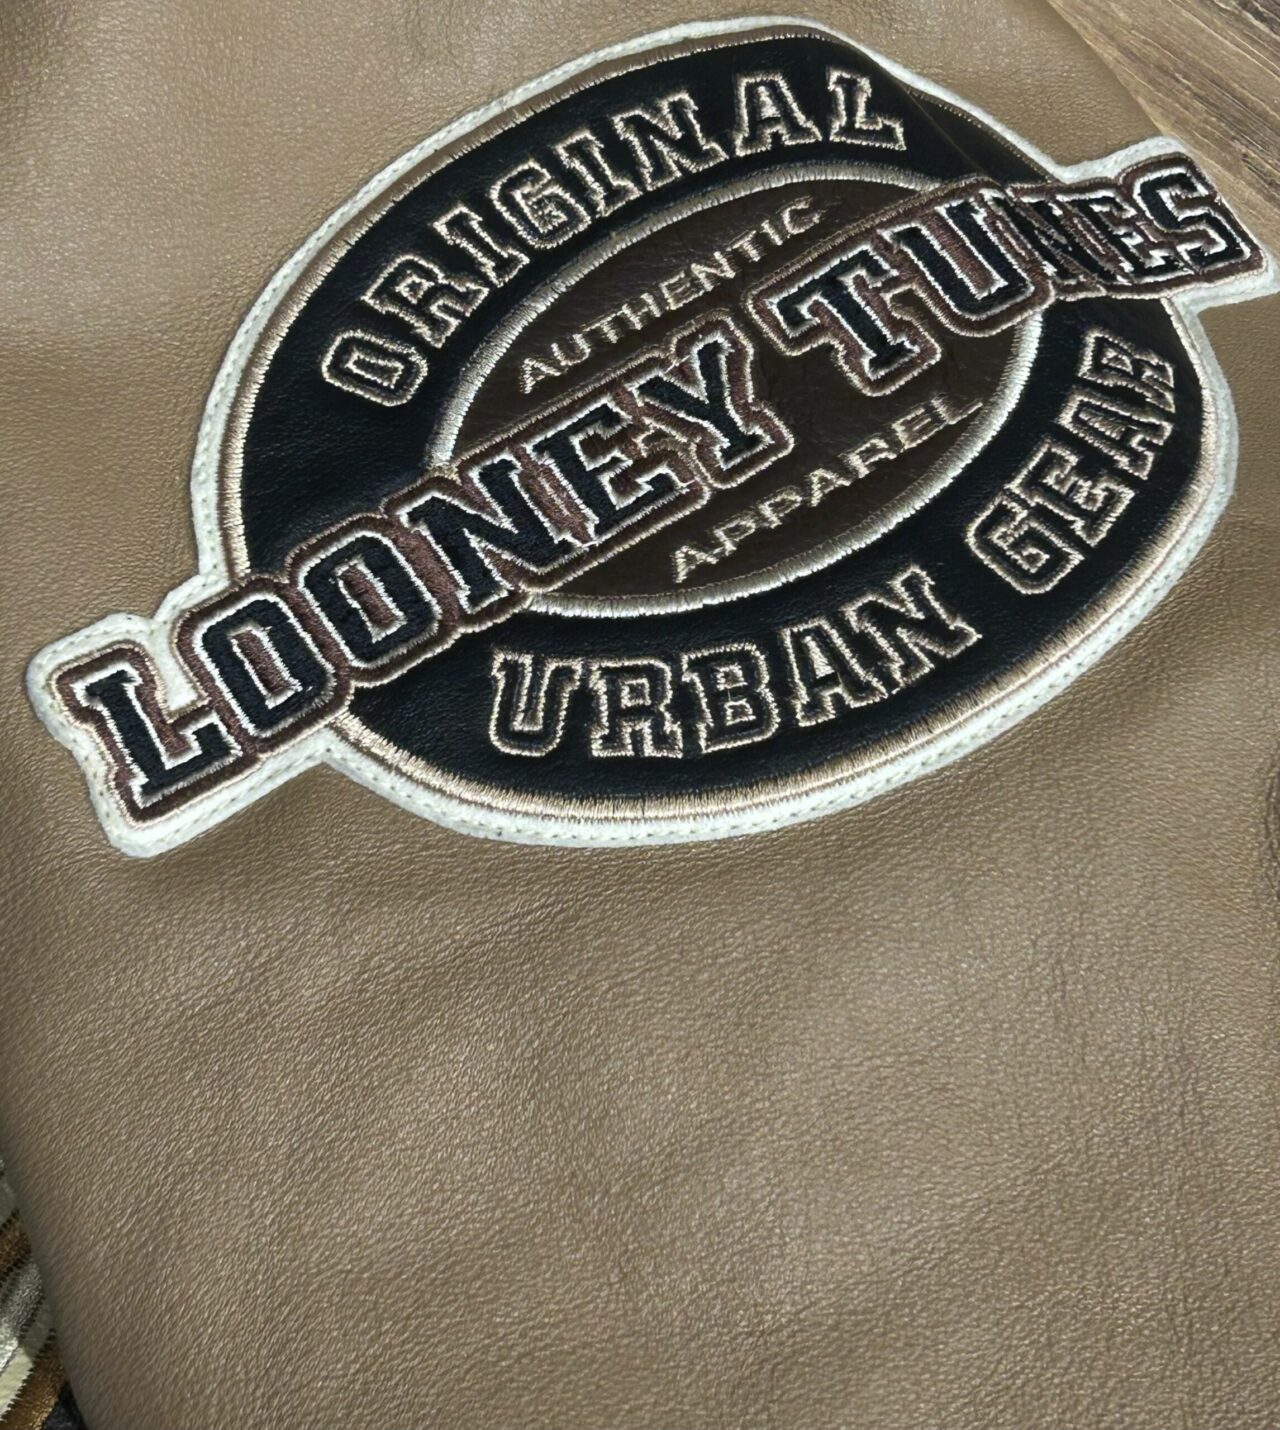 ORIGINAL
AUTHENTIC
LOONEY TUNES
APPAREL
URBAN GEAR